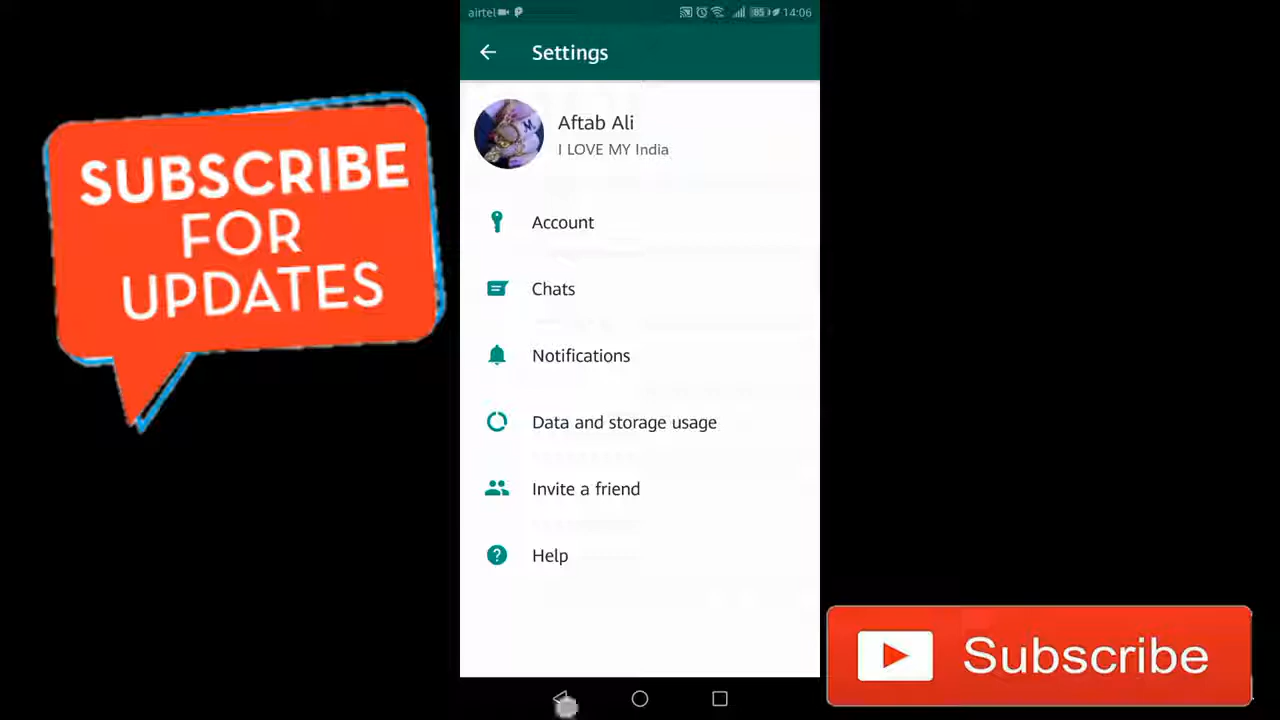 airtel
85
14:06
Settings
Aftab Ali
I LOVE MY India
Account
Chats
Notifications
Data and storage usage
Invite a friend
? Help
SUBSCRIBE
FOR
UPDATES
Subscribe